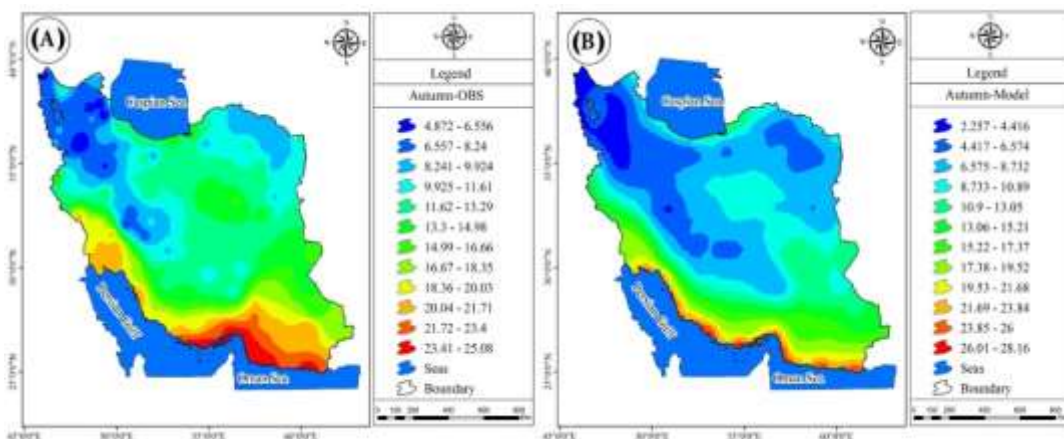 (A)
Caspian Sea
Persian Gulf
Oman Sea
Legend
Autumn-OBS
4.872 - 6.556
6.557 - 8.24
8.241 - 9.924
9.925 - 11.61
11.62 - 13.29
13.3 - 14.98
14.99 - 16.66
16.67 - 18.35
18.36 - 20.03
20.04 - 21.71
21.72 - 23.4
23.41 - 25.08
Seas
Boundary
(B)
Caspian Sea
Persian Gulf
Oman Sea
Legend
Autumn-Model
2.257 - 4.416
4.417 - 6.574
6.575 - 8.732
8.733 - 10.89
10.9 - 13.05
13.06 - 15.21
15.22 - 17.37
17.38 - 19.52
19.53 - 21.68
21.69 - 23.84
23.85 - 26
26.01 - 28.16
Seas
Boundary